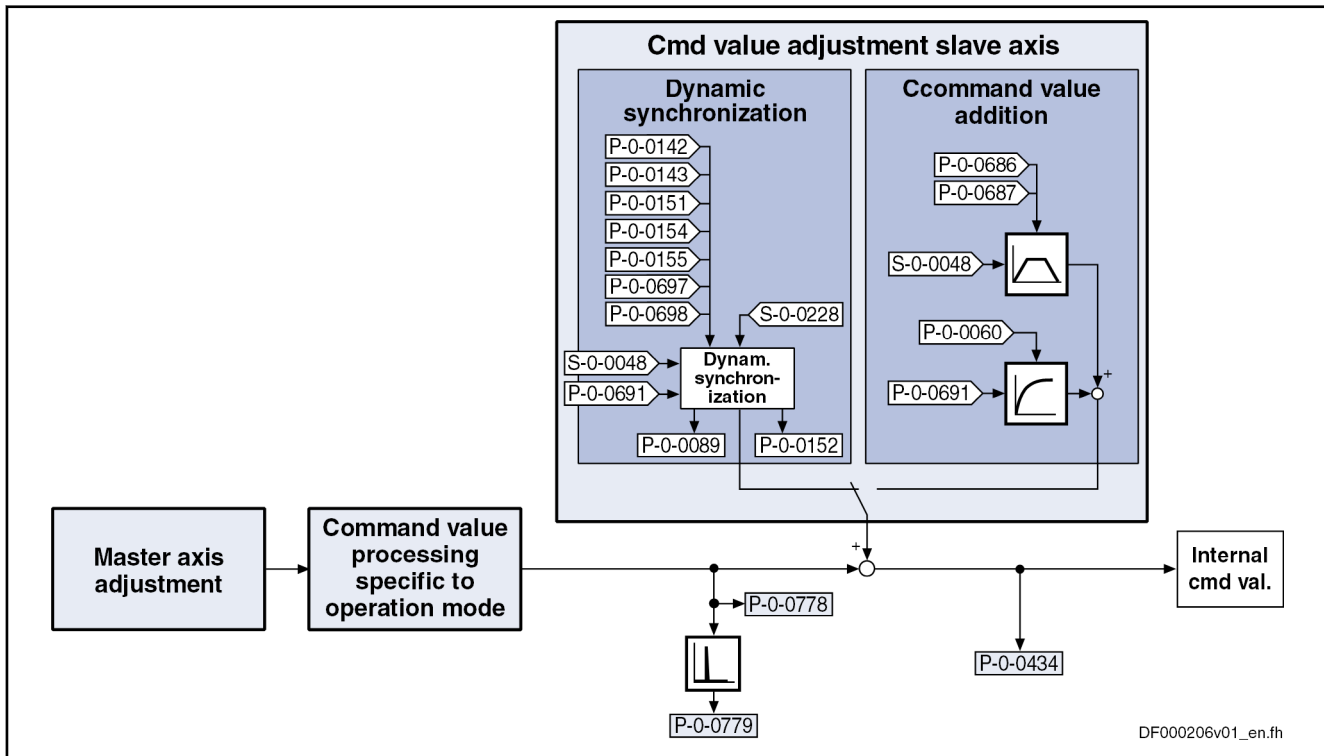 Cmd value adjustment slave axis
Dynamic
synchronization
P-0-0142
P-0-0143
P-0-0151
P-0-0154
P-0-0155
P-0-0697
P-0-0698
S-0-0228
S-0-0048
P-0-0691
Dynam.
synchron-
ization
P-0-0089
P-0-0152
Ccommand value
addition
P-0-0686
P-0-0687
S-0-0048
P-0-0060
P-0-0691
+
Master axis
adjustment
Command value
processing
specific to
operation mode
+
P-0-0778
P-0-0779
P-0-0434
Internal
cmd val.
DF000206v01_en.fh